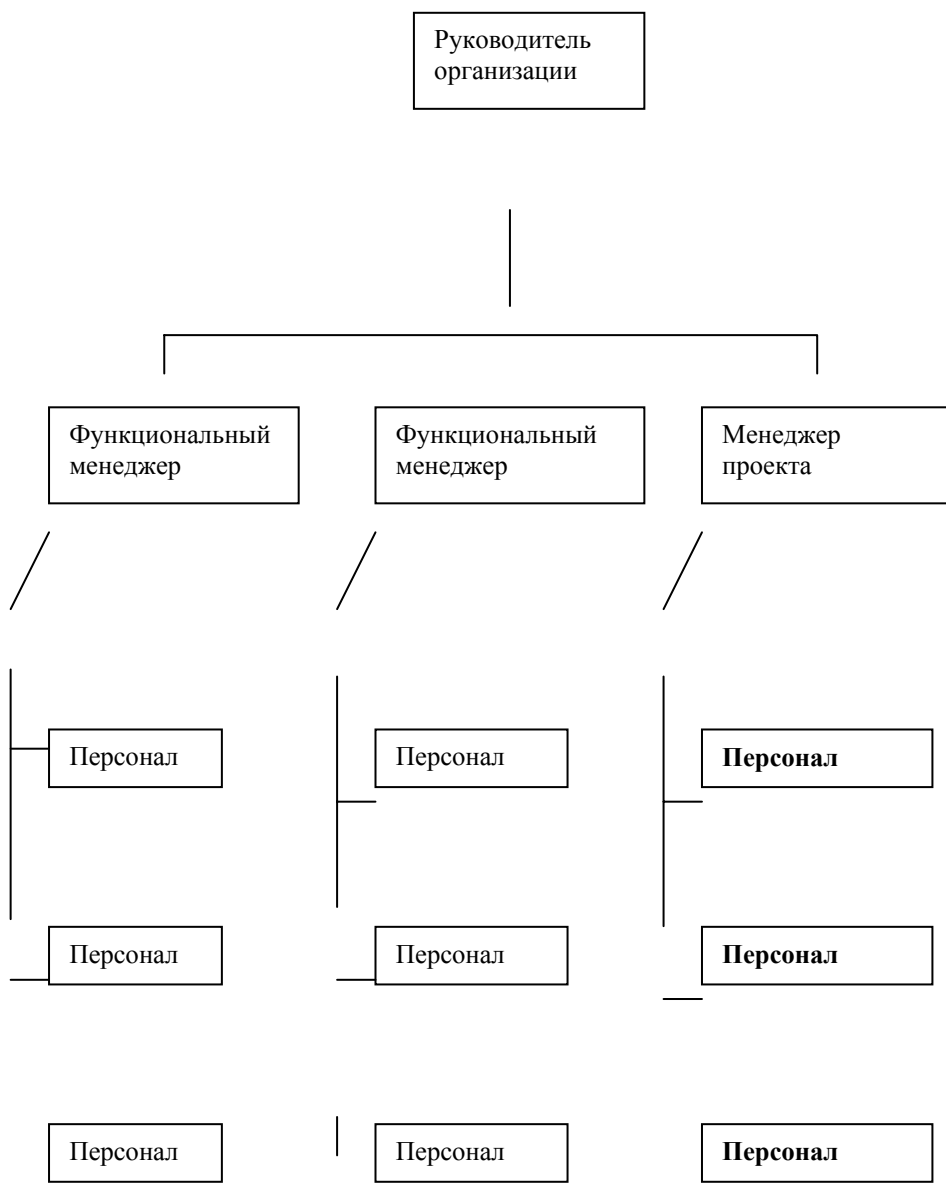 Руководитель
организации
Функциональный
менеджер
Функциональный
менеджер
Менеджер
проекта
Персонал
Персонал
Персонал
Персонал
Персонал
Персонал
Персонал
Персонал
Персонал